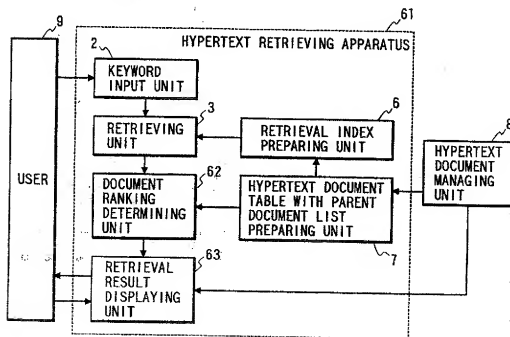 61
9
HYPERTEXT RETRIEVING APPARATUS
2
KEYWORD
INPUT UNIT
3
RETRIEVING
UNIT
6
RETRIEVAL INDEX
PREPARING UNIT
8
HYPERTEXT
DOCUMENT
MANAGING
UNIT
USER
62
DOCUMENT
RANKING
DETERMINING
UNIT
HYPERTEXT DOCUMENT
TABLE WITH PARENT
DOCUMENT LIST
PREPARING UNIT
7
63
RETRIEVAL
RESULT
DISPLAYING
UNIT